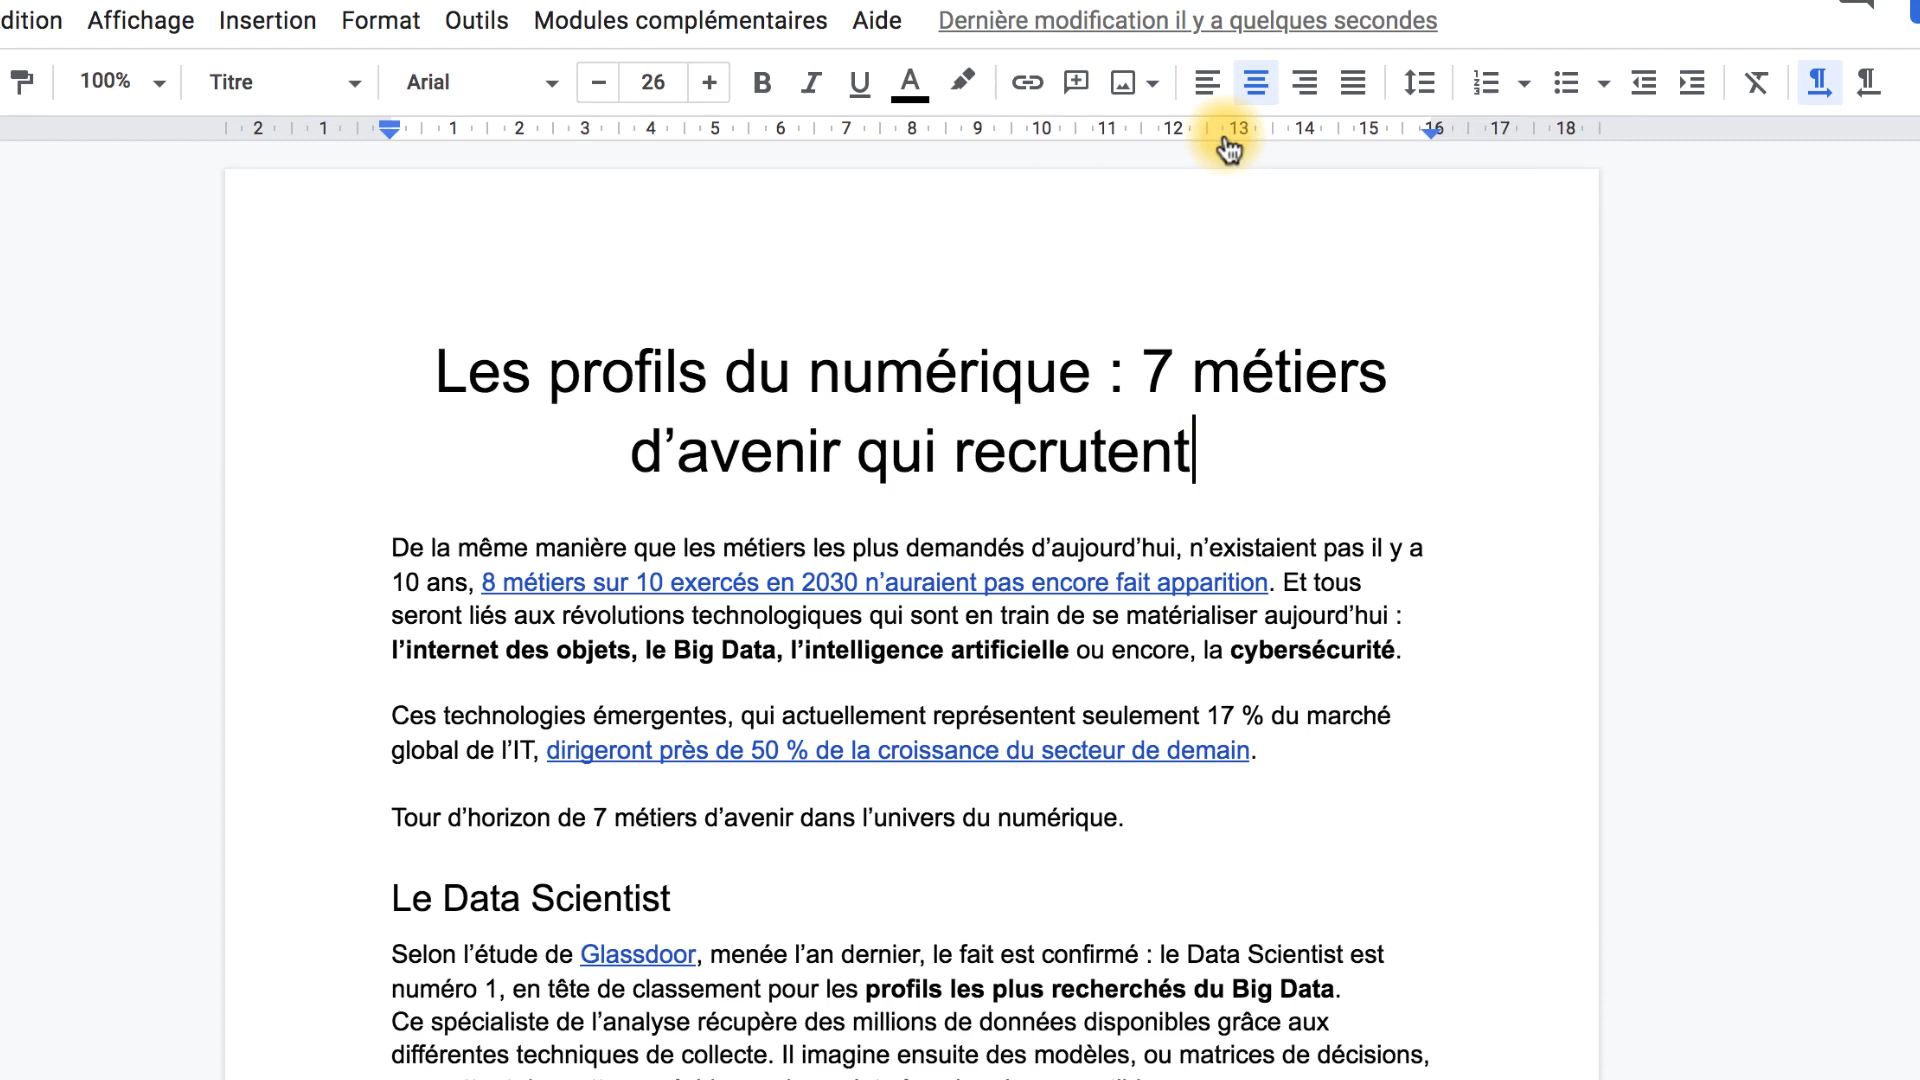 dition Affichage Insertion Format Outils Modules complémentaires Aide Dernière modification il y a quelques secondes
100% Titre Arial 26
2 1 1 2 3 4 5 6 7 8 9 10 11 12 13 14 15 16 17 18
Les profils du numérique : 7 métiers
d’avenir qui recrutent
De la même manière que les métiers les plus demandés d’aujourd’hui, n’existaient pas il y a
10 ans, 8 métiers sur 10 exercés en 2030 n’auraient pas encore fait apparition. Et tous
seront liés aux révolutions technologiques qui sont en train de se matérialiser aujourd’hui :
l’internet des objets, le Big Data, l’intelligence artificielle ou encore, la cybersécurité.
Ces technologies émergentes, qui actuellement représentent seulement 17 % du marché
global de l’IT, dirigeront près de 50 % de la croissance du secteur de demain.
Tour d’horizon de 7 métiers d’avenir dans l’univers du numérique.
Le Data Scientist
Selon l’étude de Glassdoor, menée l’an dernier, le fait est confirmé : le Data Scientist est
numéro 1, en tête de classement pour les profils les plus recherchés du Big Data.
Ce spécialiste de l’analyse récupère des millions de données disponibles grâce aux
différentes techniques de collecte. Il imagine ensuite des modèles, ou matrices de décisions,